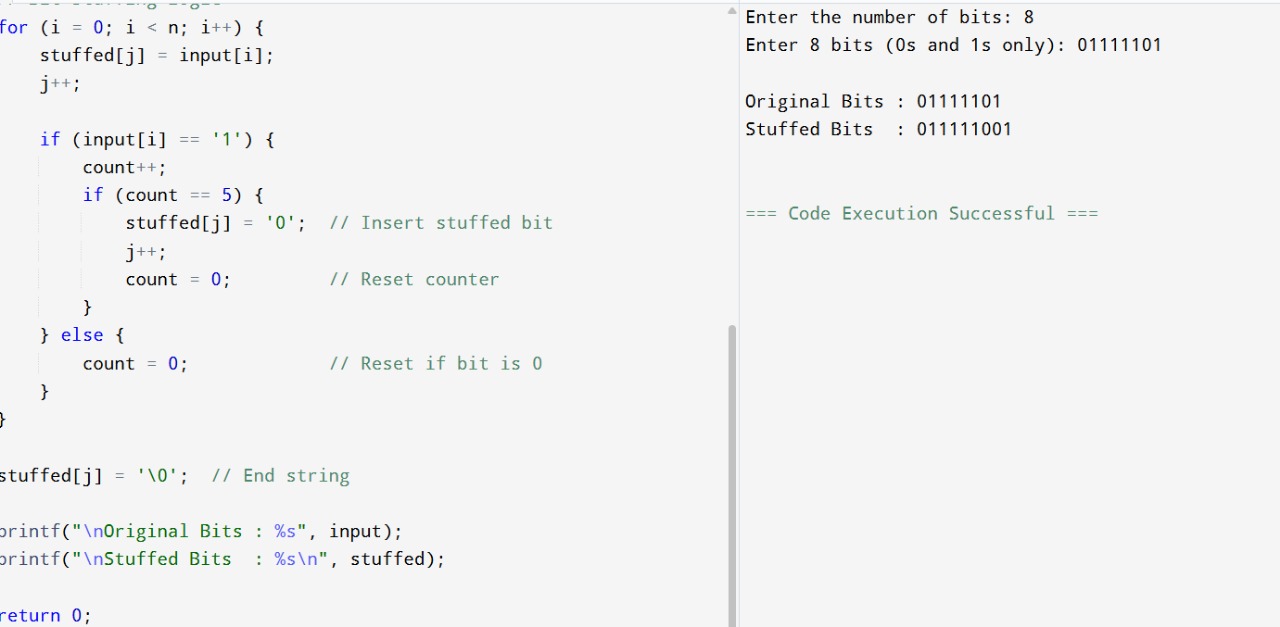 for (i = 0; i < n; i++) {
    stuffed[j] = input[i];
    j++;
    if (input[i] == '1') {
        count++;
        if (count == 5) {
            stuffed[j] = '0';  // Insert stuffed bit
            j++;
            count = 0;         // Reset counter
        }
    } else {
        count = 0;             // Reset if bit is 0
    }
}
stuffed[j] = '\0';  // End string
printf("\nOriginal Bits : %s", input);
printf("\nStuffed Bits  : %s\n", stuffed);
return 0;
Enter the number of bits: 8
Enter 8 bits (0s and 1s only): 01111101
Original Bits : 01111101
Stuffed Bits  : 011111001
=== Code Execution Successful ===